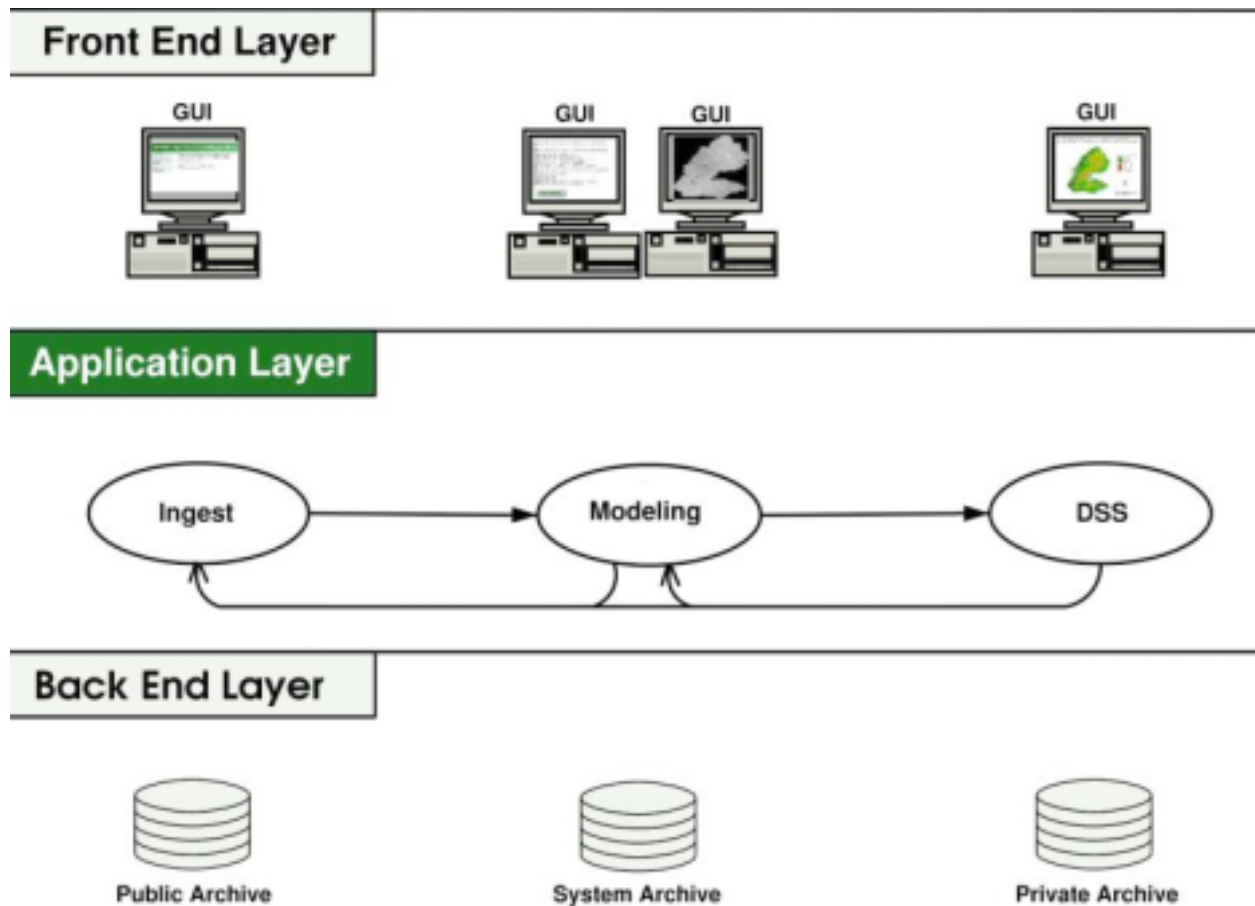 Front End Layer
GUI
GUI
GUI
GUI
Application Layer
Ingest
Modeling
DSS
Back End Layer
Public Archive
System Archive
Private Archive